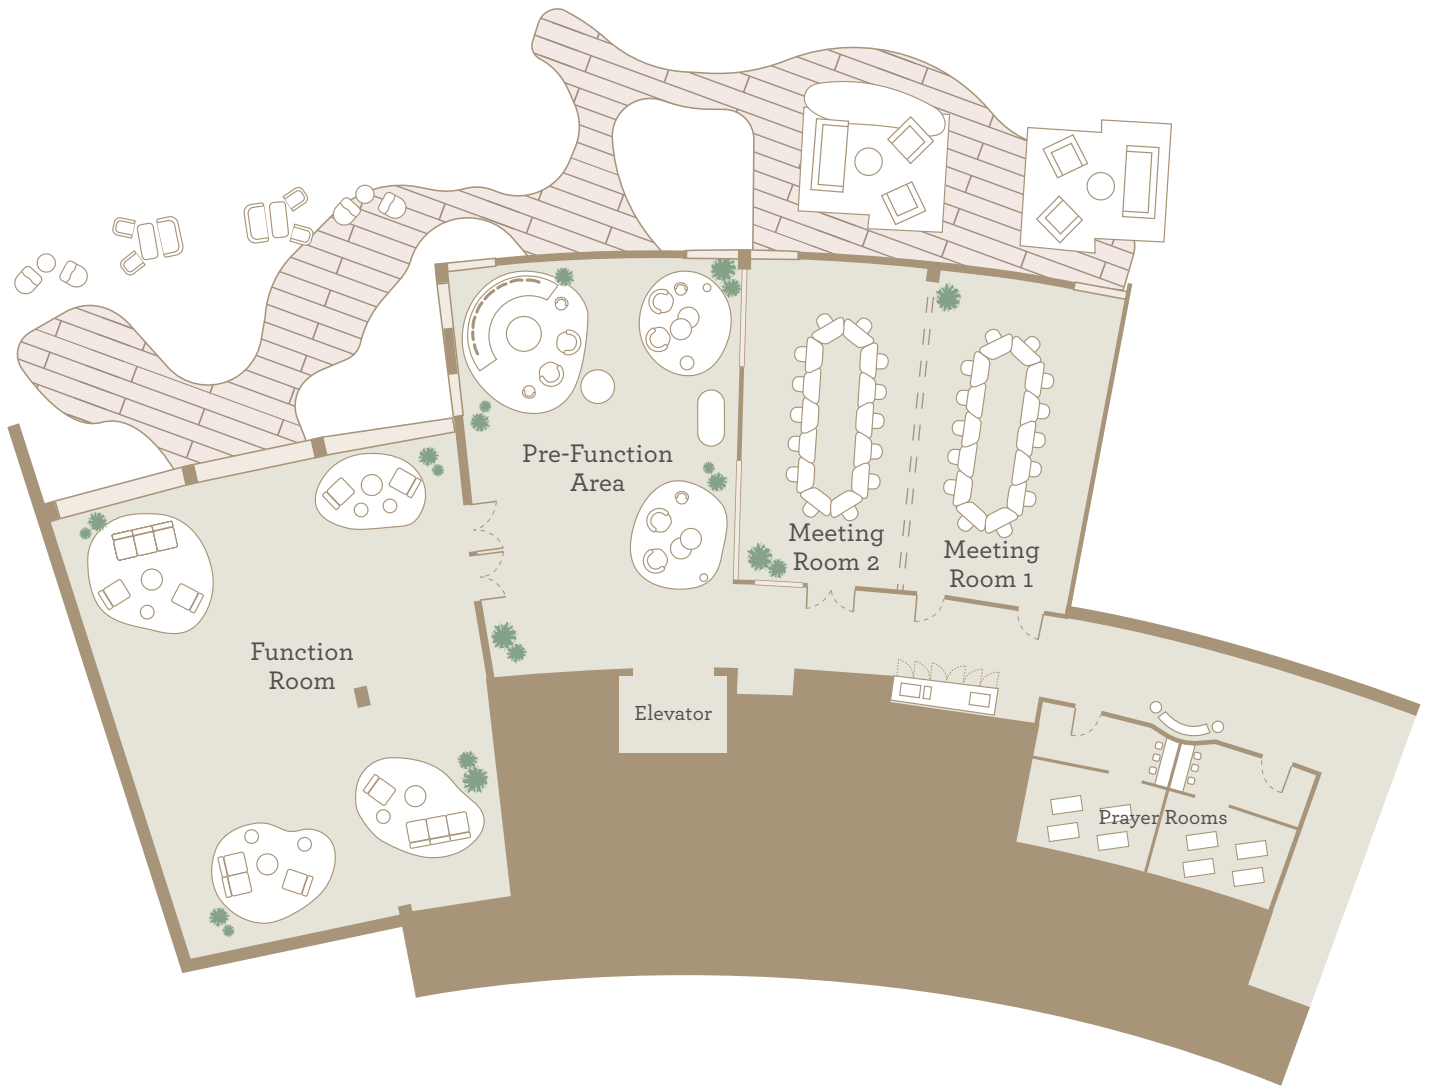 Pre-Function
Area
Meeting
Room 2
Meeting
Room 1
Function
Room
Elevator
Prayer Rooms